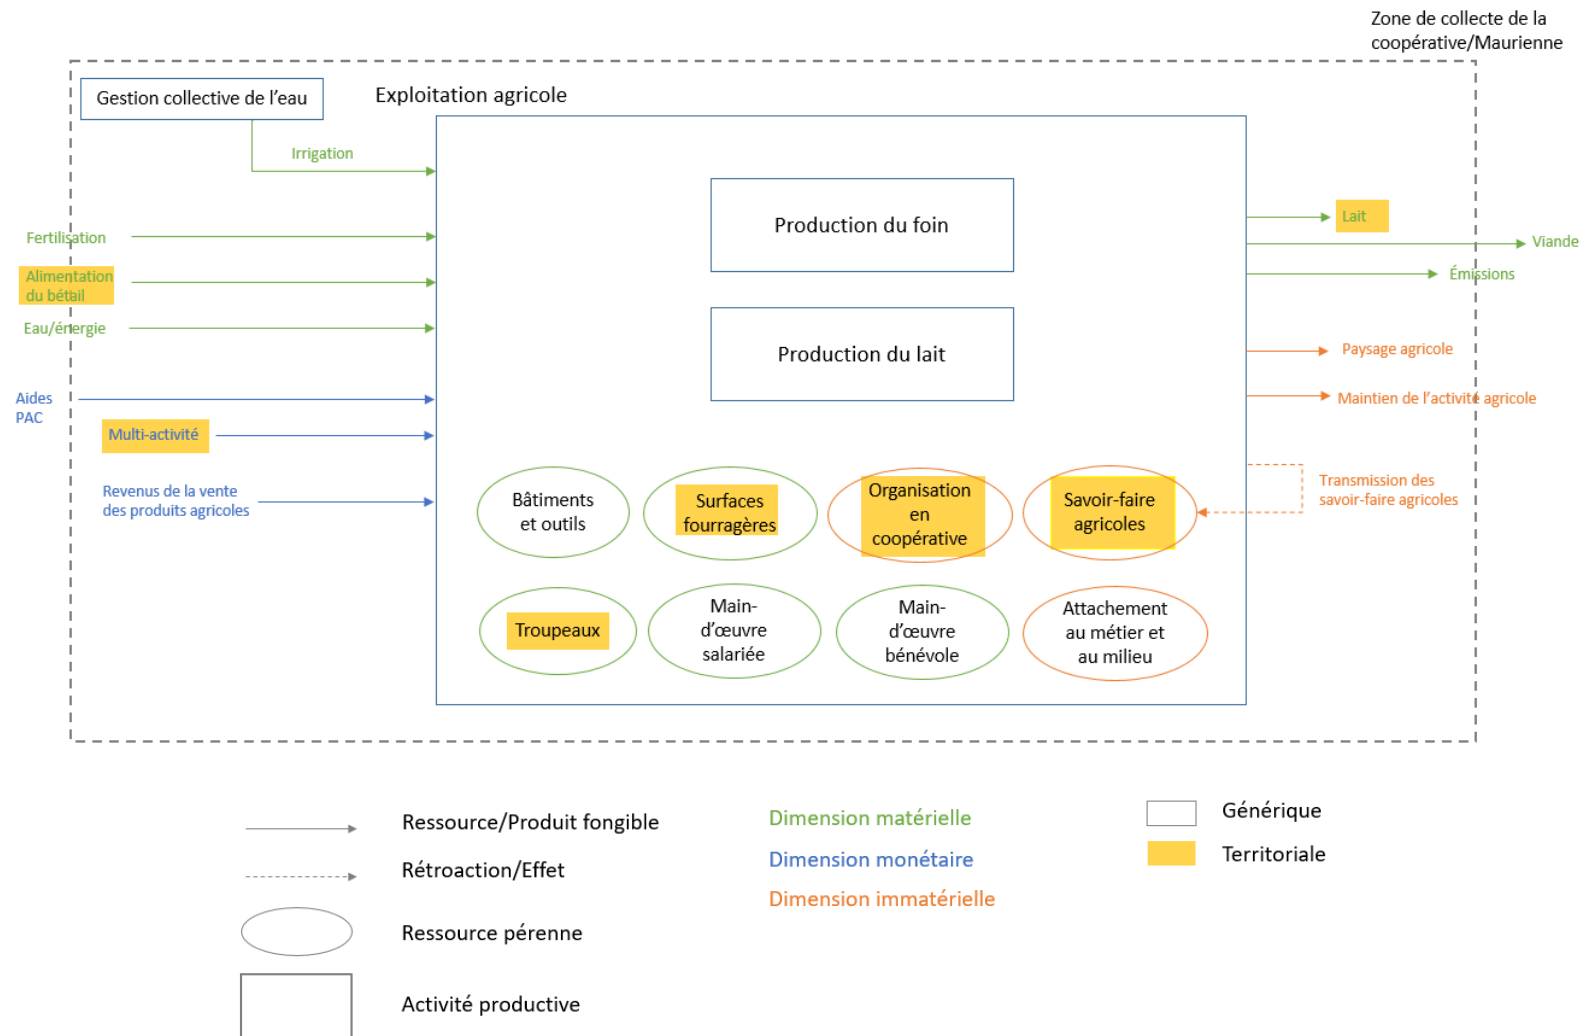 Zone de collecte de la
coopérative/Maurienne
Gestion collective de l'eau
Exploitation agricole
Irrigation
Production du foin
Lait
Fertilisation
Viande
Alimentation
du bétail
Émissions
Eau/énergie
Production du lait
Paysage agricole
Aides
PAC
Maintien de l'activité agricole
Multi-activité
Revenus de la vente
des produits agricoles
Bâtiments
et outils
Surfaces
fourragères
Organisation
en
coopérative
Savoir-faire
agricoles
Transmission des
savoir-faire agricoles
Troupeaux
Main-
d'œuvre
salariée
Main-
d'œuvre
bénévole
Attachement
au métier et
au milieu
Ressource/Produit fongible
Rétroaction/Effet
Ressource pérenne
Activité productive
Dimension matérielle
Dimension monétaire
Dimension immatérielle
Générique
Territoriale